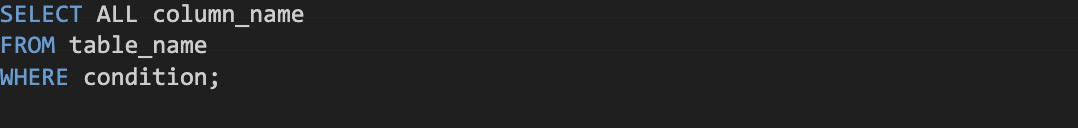 SELECT ALL column_name
FROM table_name
WHERE condition;